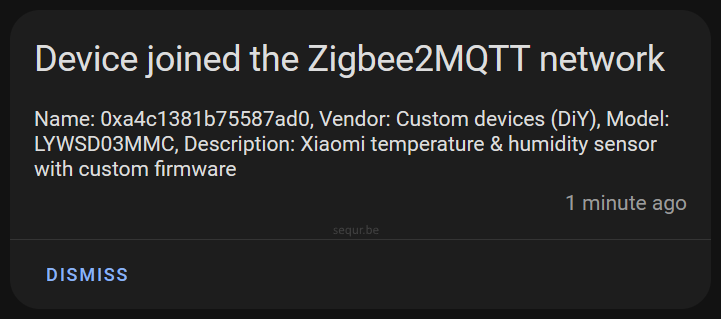 Device joined the Zigbee2MQTT network
Name: 0xa4c1381b75587ad0, Vendor: Custom devices (DiY), Model:
LYWSD03MMC, Description: Xiaomi temperature & humidity sensor
with custom firmware
1 minute ago
sequr.be
DISMISS